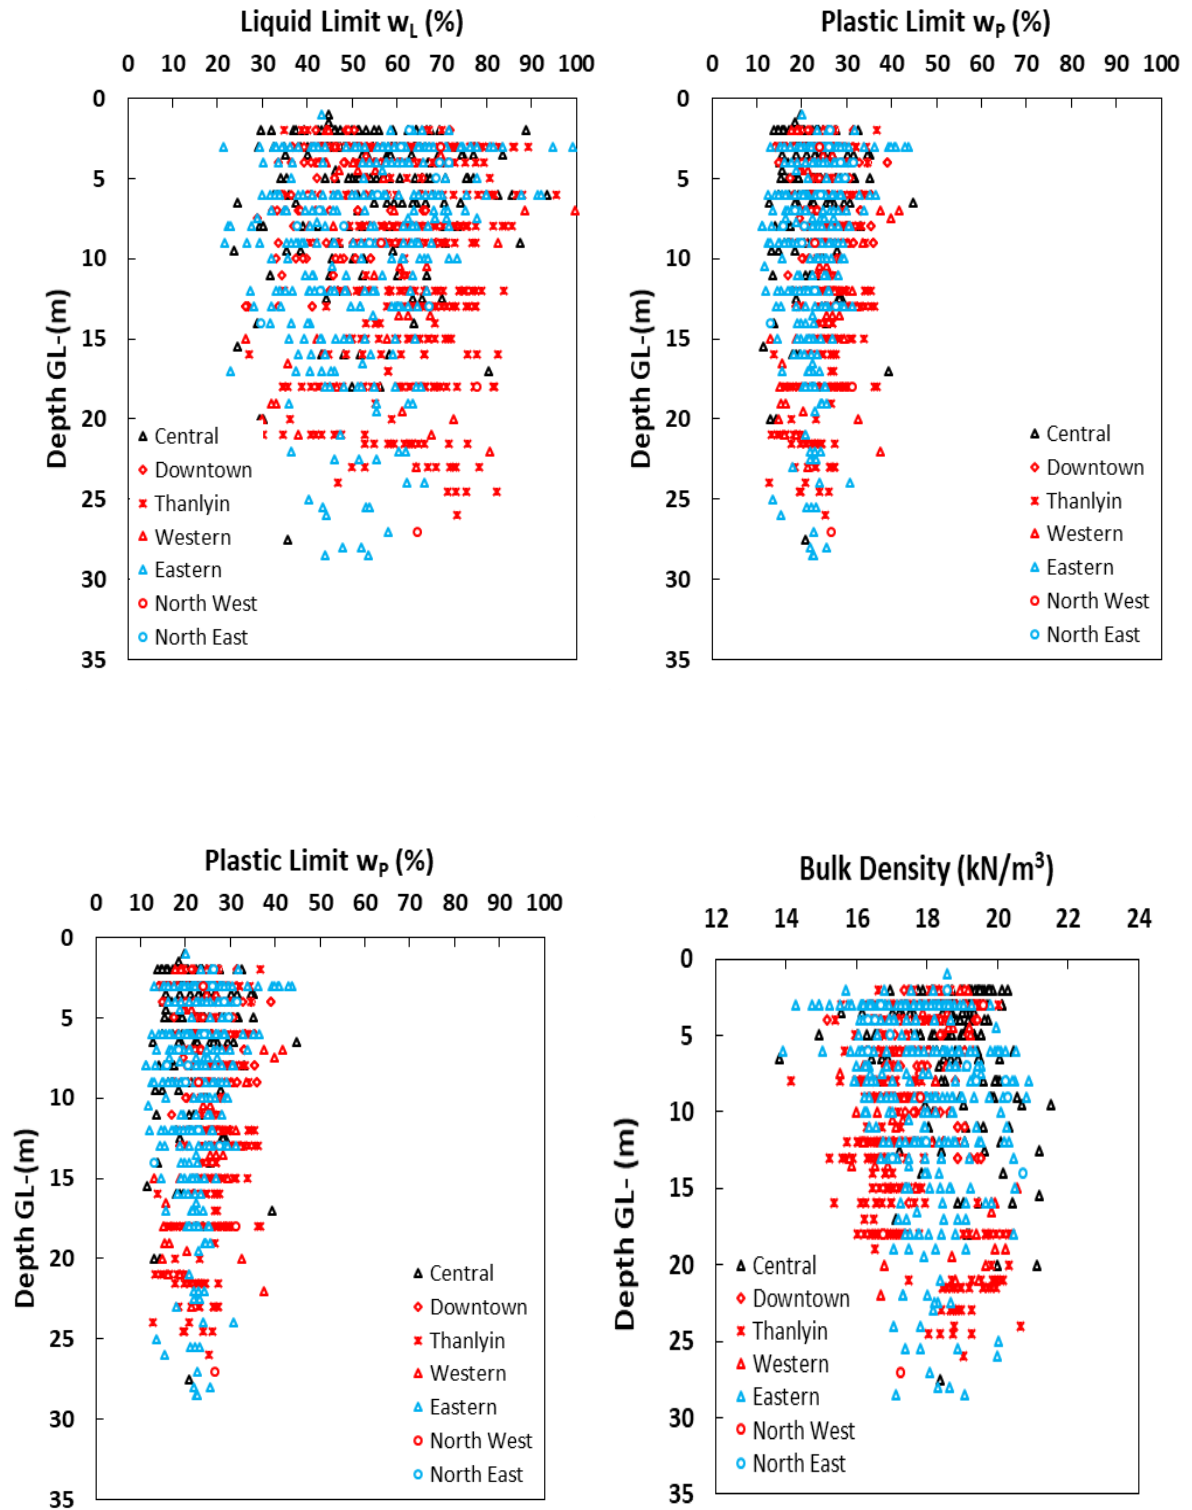 Liquid Limit wL (%)
0 10 20 30 40 50 60 70 80 90 100
0
5
10
15
20
25
30
35
Depth GL-(m)
Central
Downtown
Thanlyin
Western
Eastern
North West
North East
Plastic Limit wP (%)
0 10 20 30 40 50 60 70 80 90 100
0
5
10
15
20
25
30
35
Depth GL-(m)
Central
Downtown
Thanlyin
Western
Eastern
North West
North East
Plastic Limit wP (%)
0 10 20 30 40 50 60 70 80 90 100
0
5
10
15
20
25
30
35
Depth GL-(m)
Central
Downtown
Thanlyin
Western
Eastern
North West
North East
Bulk Density (kN/m³)
12 14 16 18 20 22 24
0
5
10
15
20
25
30
35
Depth GL- (m)
Central
Downtown
Thanlyin
Western
Eastern
North West
North East